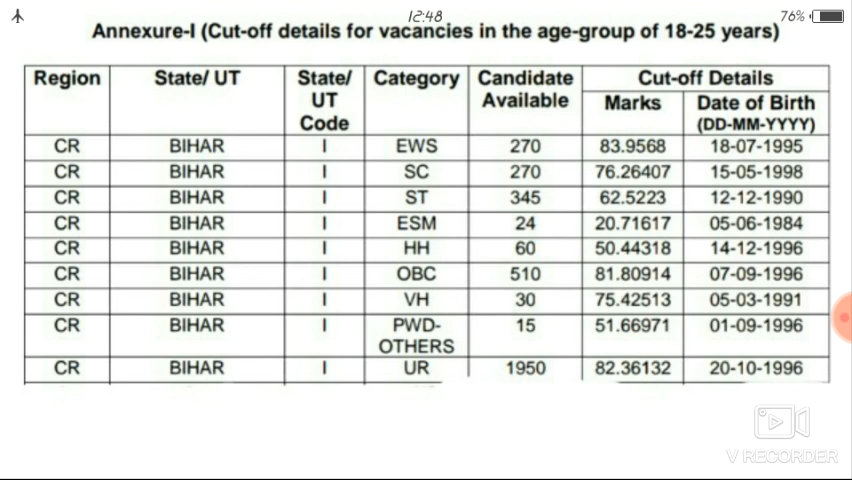 12:48
76%
Annexure-I (Cut-off details for vacancies in the age-group of 18-25 years)
Region State/ UT State/ UT Code Category Candidate Available Cut-off Details
Marks Date of Birth (DD-MM-YYYY)
CR BIHAR I EWS 270 83.9568 18-07-1995
CR BIHAR I SC 270 76.26407 15-05-1998
CR BIHAR I ST 345 62.5223 12-12-1990
CR BIHAR I ESM 24 20.71617 05-06-1984
CR BIHAR I HH 60 50.44318 14-12-1996
CR BIHAR I OBC 510 81.80914 07-09-1996
CR BIHAR I VH 30 75.42513 05-03-1991
CR BIHAR I PWD-OTHERS 15 51.66971 01-09-1996
CR BIHAR I UR 1950 82.36132 20-10-1996
V RECORDER